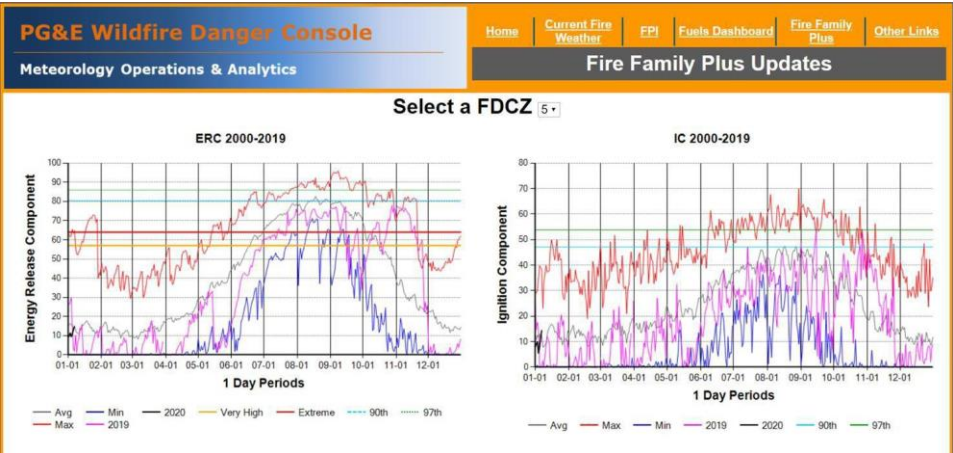 PG&E Wildfire Danger Console
Meteorology Operations & Analytics
Home
Current Fire
Weather
FPI
Fuels Dashboard
Fire Family
Plus
Other Links
Fire Family Plus Updates
Select a FDCZ 5
ERC 2000-2019
Energy Release Component
100
90
80
70
60
50
40
30
20
10
0
01-01 02-01 03-01 04-01 05-01 06-01 07-01 08-01 09-01 10-01 11-01 12-01
1 Day Periods
Avg Min 2020 Very High Extreme 90th 97th
Max 2019
IC 2000-2019
Ignition Component
80
70
60
50
40
30
20
10
0
01-01 02-01 03-01 04-01 05-01 06-01 07-01 08-01 09-01 10-01 11-01 12-01
1 Day Periods
Avg Max Min 2019 2020 90th 97th